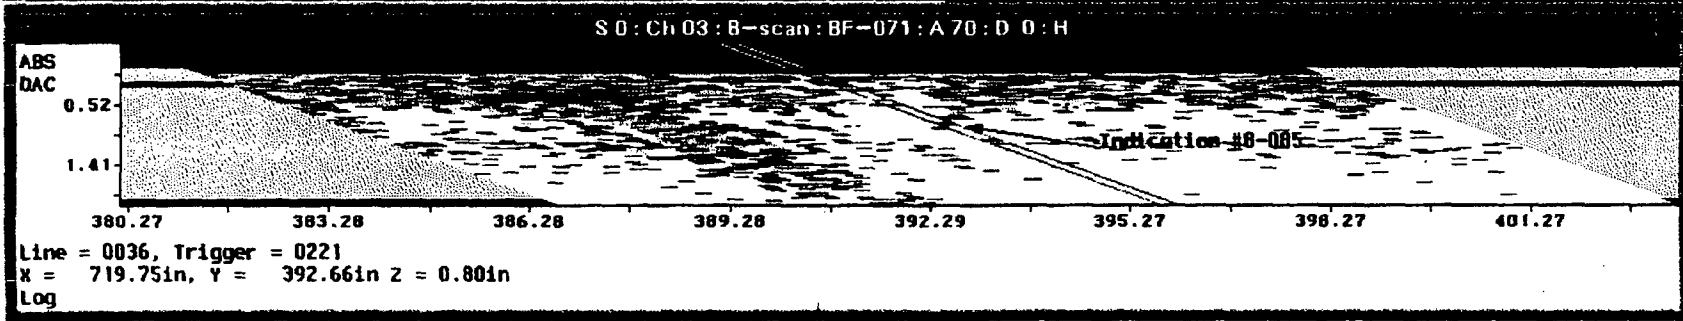 S 0 : Ch 03 : B-scan : BF-071 : A 70 : D 0 : H
ABS
DAC
0.52
Indication #8-085
1.41
380.27 383.28 386.28 389.28 392.29 395.27 398.27 401.27
Line = 0036, Trigger = 0221
X = 719.75in, Y = 392.66in Z = 0.80in
Log